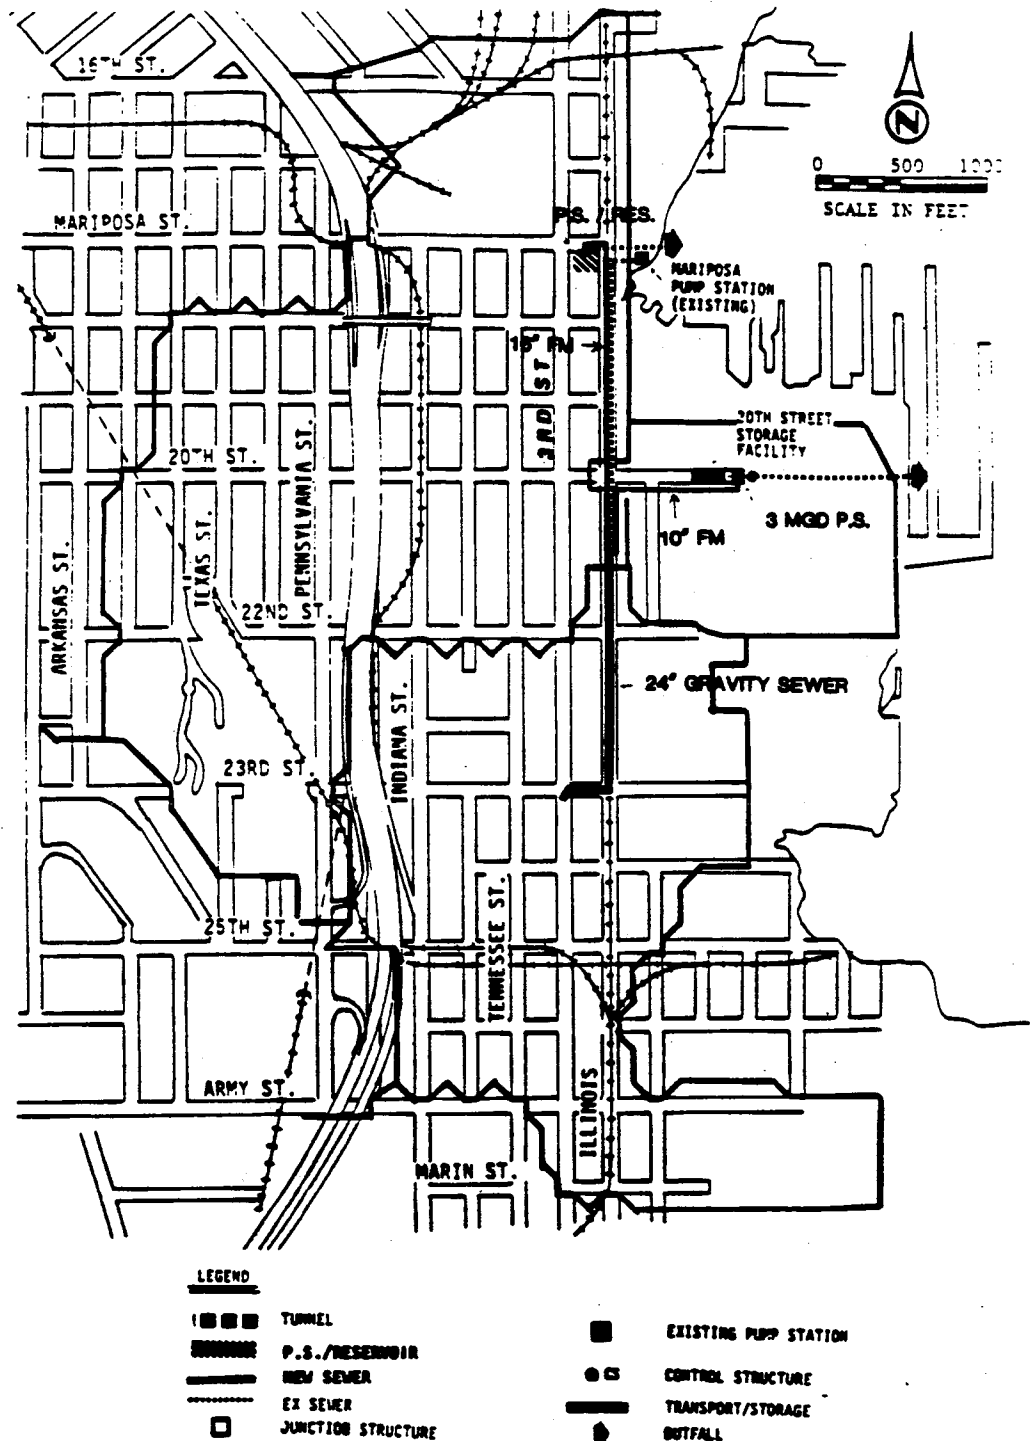 16TH ST.
N
0 500 1000
SCALE IN FEET
MARIPOSA ST.
P.S. / RES.
MARIPOSA
PUMP STATION
(EXISTING)
FM
3RD ST
20TH STREET
STORAGE
FACILITY
20TH ST.
PENNSYLVANIA ST.
3 MGD P.S.
10" FM
ARKANSAS ST.
TEXAS ST.
22ND ST.
24" GRAVITY SEWER
INDIANA ST.
23RD ST.
25TH ST.
TENNESSEE ST.
ARMY ST.
ILLINOIS
MARIN ST.
LEGEND
TUNNEL
P.S./RESERVOIR
NEW SEWER
EX SEWER
JUNCTION STRUCTURE
EXISTING PUMP STATION
CONTROL STRUCTURE
TRANSPORT/STORAGE
OUTFALL